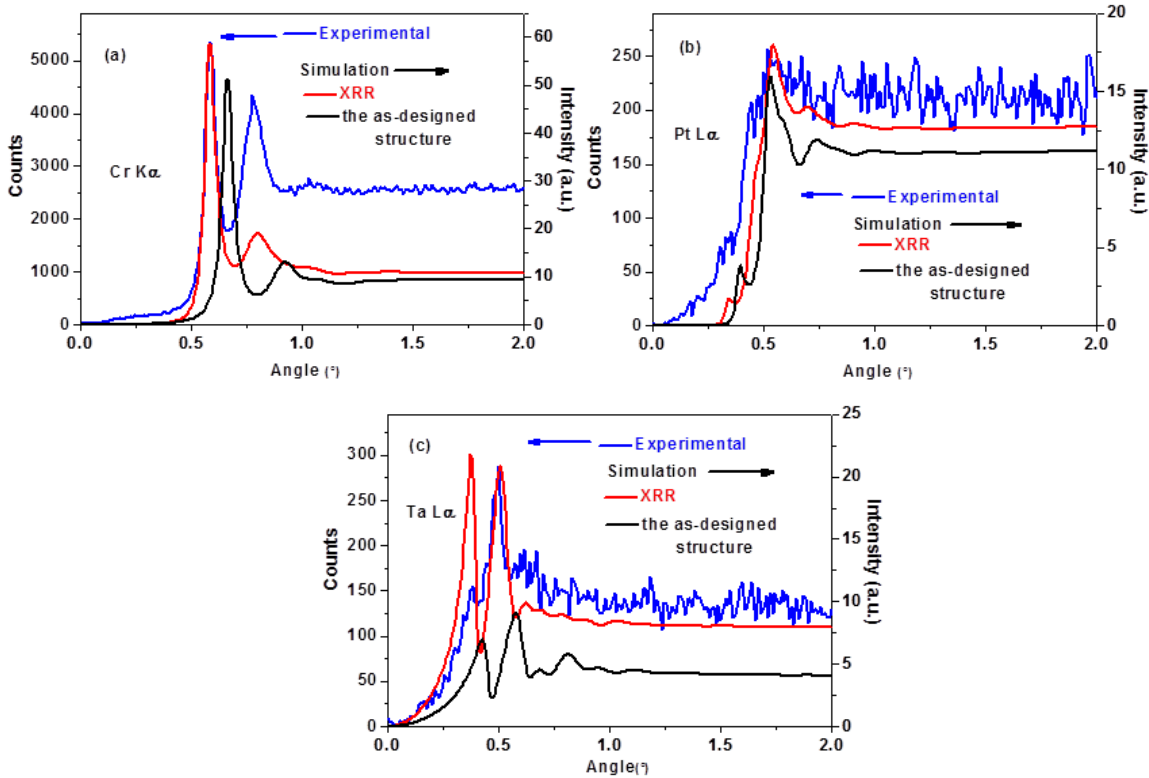 (a)
Experimental
Simulation
XRR
the as-designed
structure
Cr Kα
Counts
Intensity (a.u.)
Angle (°)
0
1000
2000
3000
4000
5000
0
10
20
30
40
50
60
0.0 0.5 1.0 1.5 2.0
(b)
Pt Lα
Experimental
Simulation
XRR
the as-designed
structure
Counts
Intensity (a.u.)
Angle (°)
0
50
100
150
200
250
0
5
10
15
20
0.0 0.5 1.0 1.5 2.0
(c)
Experimental
Simulation
XRR
Ta Lα
the as-designed
structure
Counts
Intensity (a.u.)
Angle(°)
0
50
100
150
200
250
300
0
5
10
15
20
25
0.0 0.5 1.0 1.5 2.0